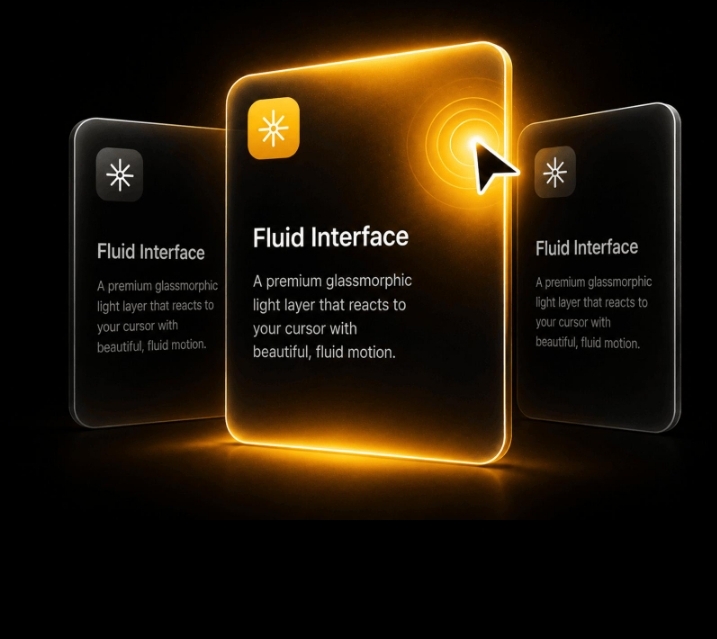 Fluid Interface
A premium glassmorphic
light layer that reacts to
your cursor with
beautiful, fluid motion.
Fluid Interface
A premium glassmorphic
light layer that reacts to
your cursor with
beautiful, fluid motion.
Fluid Interface
A premium glassmorphic
light layer that reacts to
your cursor with
beautiful, fluid motion.